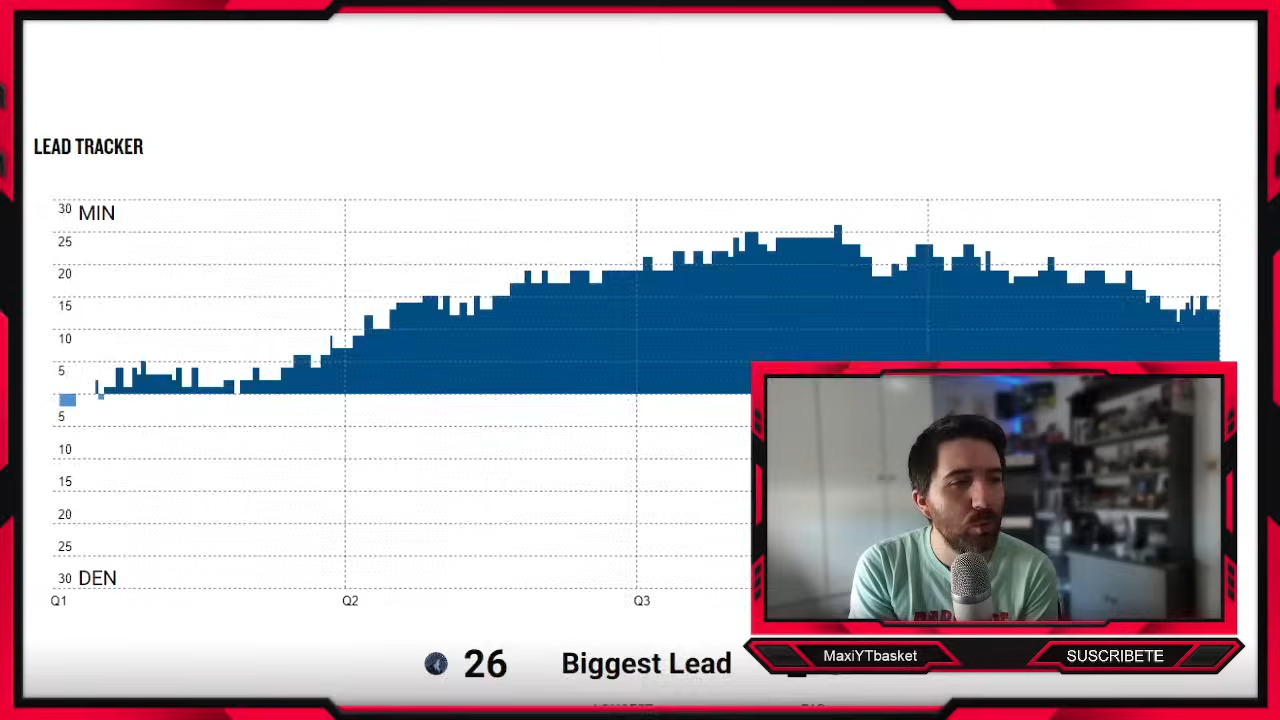 LEAD TRACKER
30 MIN
25
20
15
10
5
5
10
15
20
25
30 DEN
Q1 Q2 Q3
26 Biggest Lead
MaxiYTbasket SUSCRIBETE